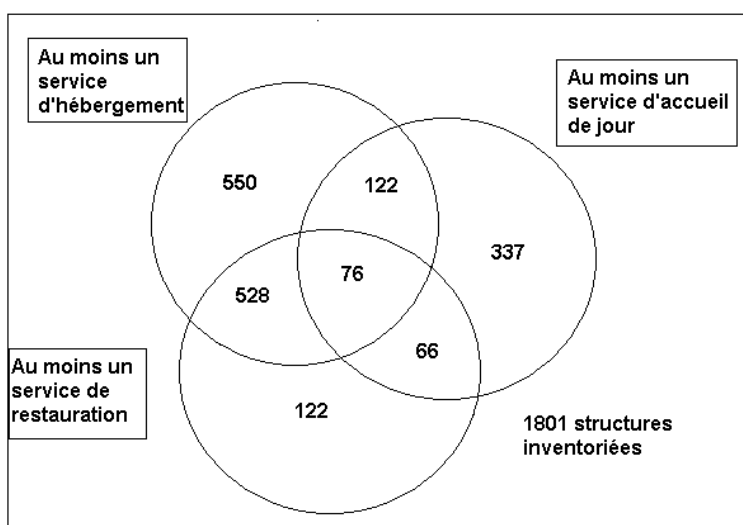 Au moins un
service
d'hébergement
Au moins un
service d'accueil
de jour
550
122
337
528
76
66
Au moins un
service de
restauration
122
1801 structures
inventoriées